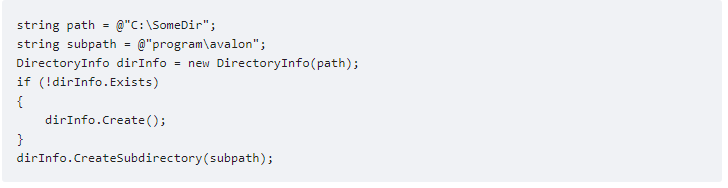 string path = @"C:\SomeDir";
string subpath = @"program\avalon";
DirectoryInfo dirInfo = new DirectoryInfo(path);
if (!dirInfo.Exists)
{
    dirInfo.Create();
}
dirInfo.CreateSubdirectory(subpath);